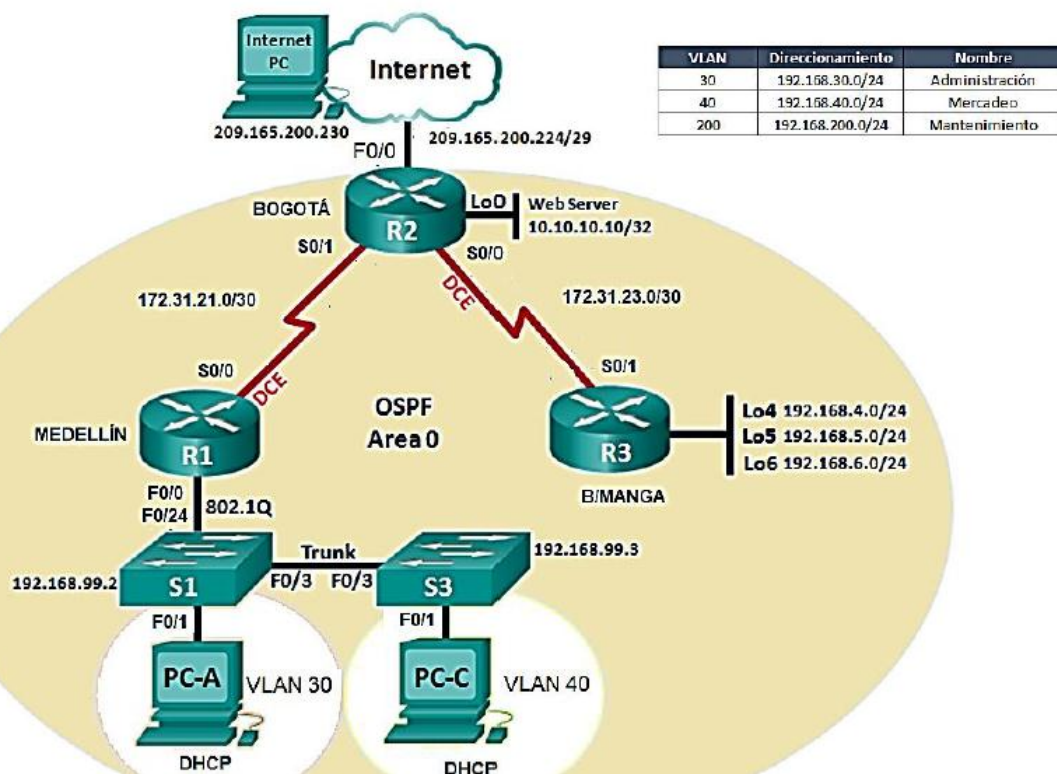 Internet
PC
Internet
209.165.200.230
209.165.200.224/29
F0/0
VLAN Direccionamiento Nombre
30 192.168.30.0/24 Administración
40 192.168.40.0/24 Mercadeo
200 192.168.200.0/24 Mantenimiento
BOGOTÁ
R2
Lo0
Web Server
10.10.10.10/32
S0/1
S0/0
DCE
172.31.21.0/30
172.31.23.0/30
S0/0
DCE
S0/1
OSPF
Area 0
MEDELLÍN
R1
R3
B/MANGA
Lo4 192.168.4.0/24
Lo5 192.168.5.0/24
Lo6 192.168.6.0/24
F0/0
F0/24
802.1Q
Trunk
192.168.99.2
S1
F0/3 F0/3
S3
192.168.99.3
F0/1
F0/1
PC-A
VLAN 30
PC-C
VLAN 40
DHCP
DHCP